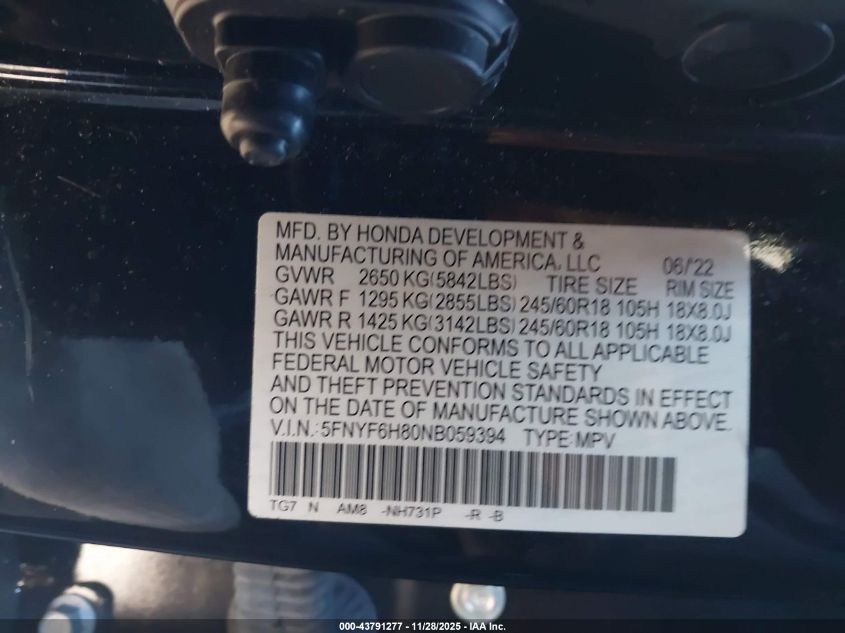 MFD. BY HONDA DEVELOPMENT &
MANUFACTURING OF AMERICA, LLC 06/'22
GVWR 2650 KG(5842LBS) TIRE SIZE RIM SIZE
GAWR F 1295 KG(2855LBS) 245/60R18 105H 18X8.0J
GAWR R 1425 KG(3142LBS) 245/60R18 105H 18X8.0J
THIS VEHICLE CONFORMS TO ALL APPLICABLE
FEDERAL MOTOR VEHICLE SAFETY
AND THEFT PREVENTION STANDARDS IN EFFECT
ON THE DATE OF MANUFACTURE SHOWN ABOVE.
V.I.N.:5FNYF6H80NB059394 TYPE:MPV
TG7 N AM8 -NH731P -R -B
000-43791277 — 11/28/2025 — IAA Inc.